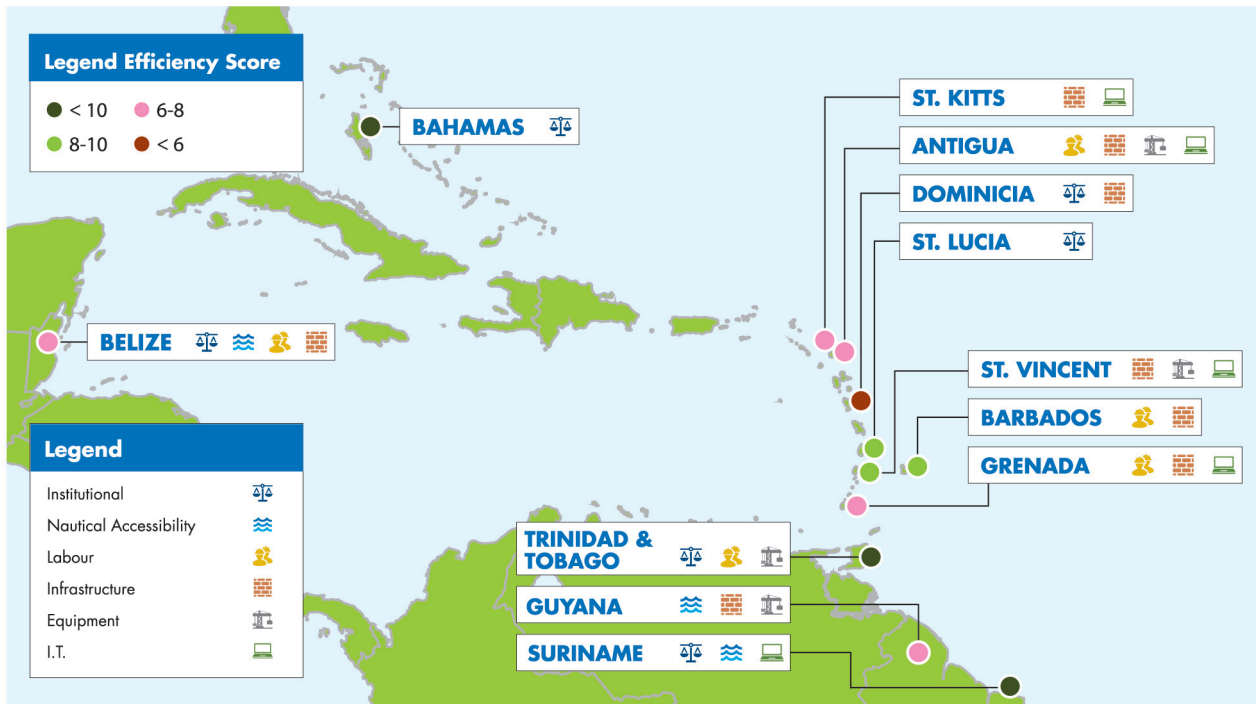 Legend Efficiency Score
< 10
6-8
8-10
< 6
BAHAMAS
ST. KITTS
ANTIGUA
DOMINICIA
ST. LUCIA
BELIZE
ST. VINCENT
BARBADOS
GRENADA
Legend
Institutional
Nautical Accessibility
Labour
Infrastructure
Equipment
I.T.
TRINIDAD &
TOBAGO
GUYANA
SURINAME